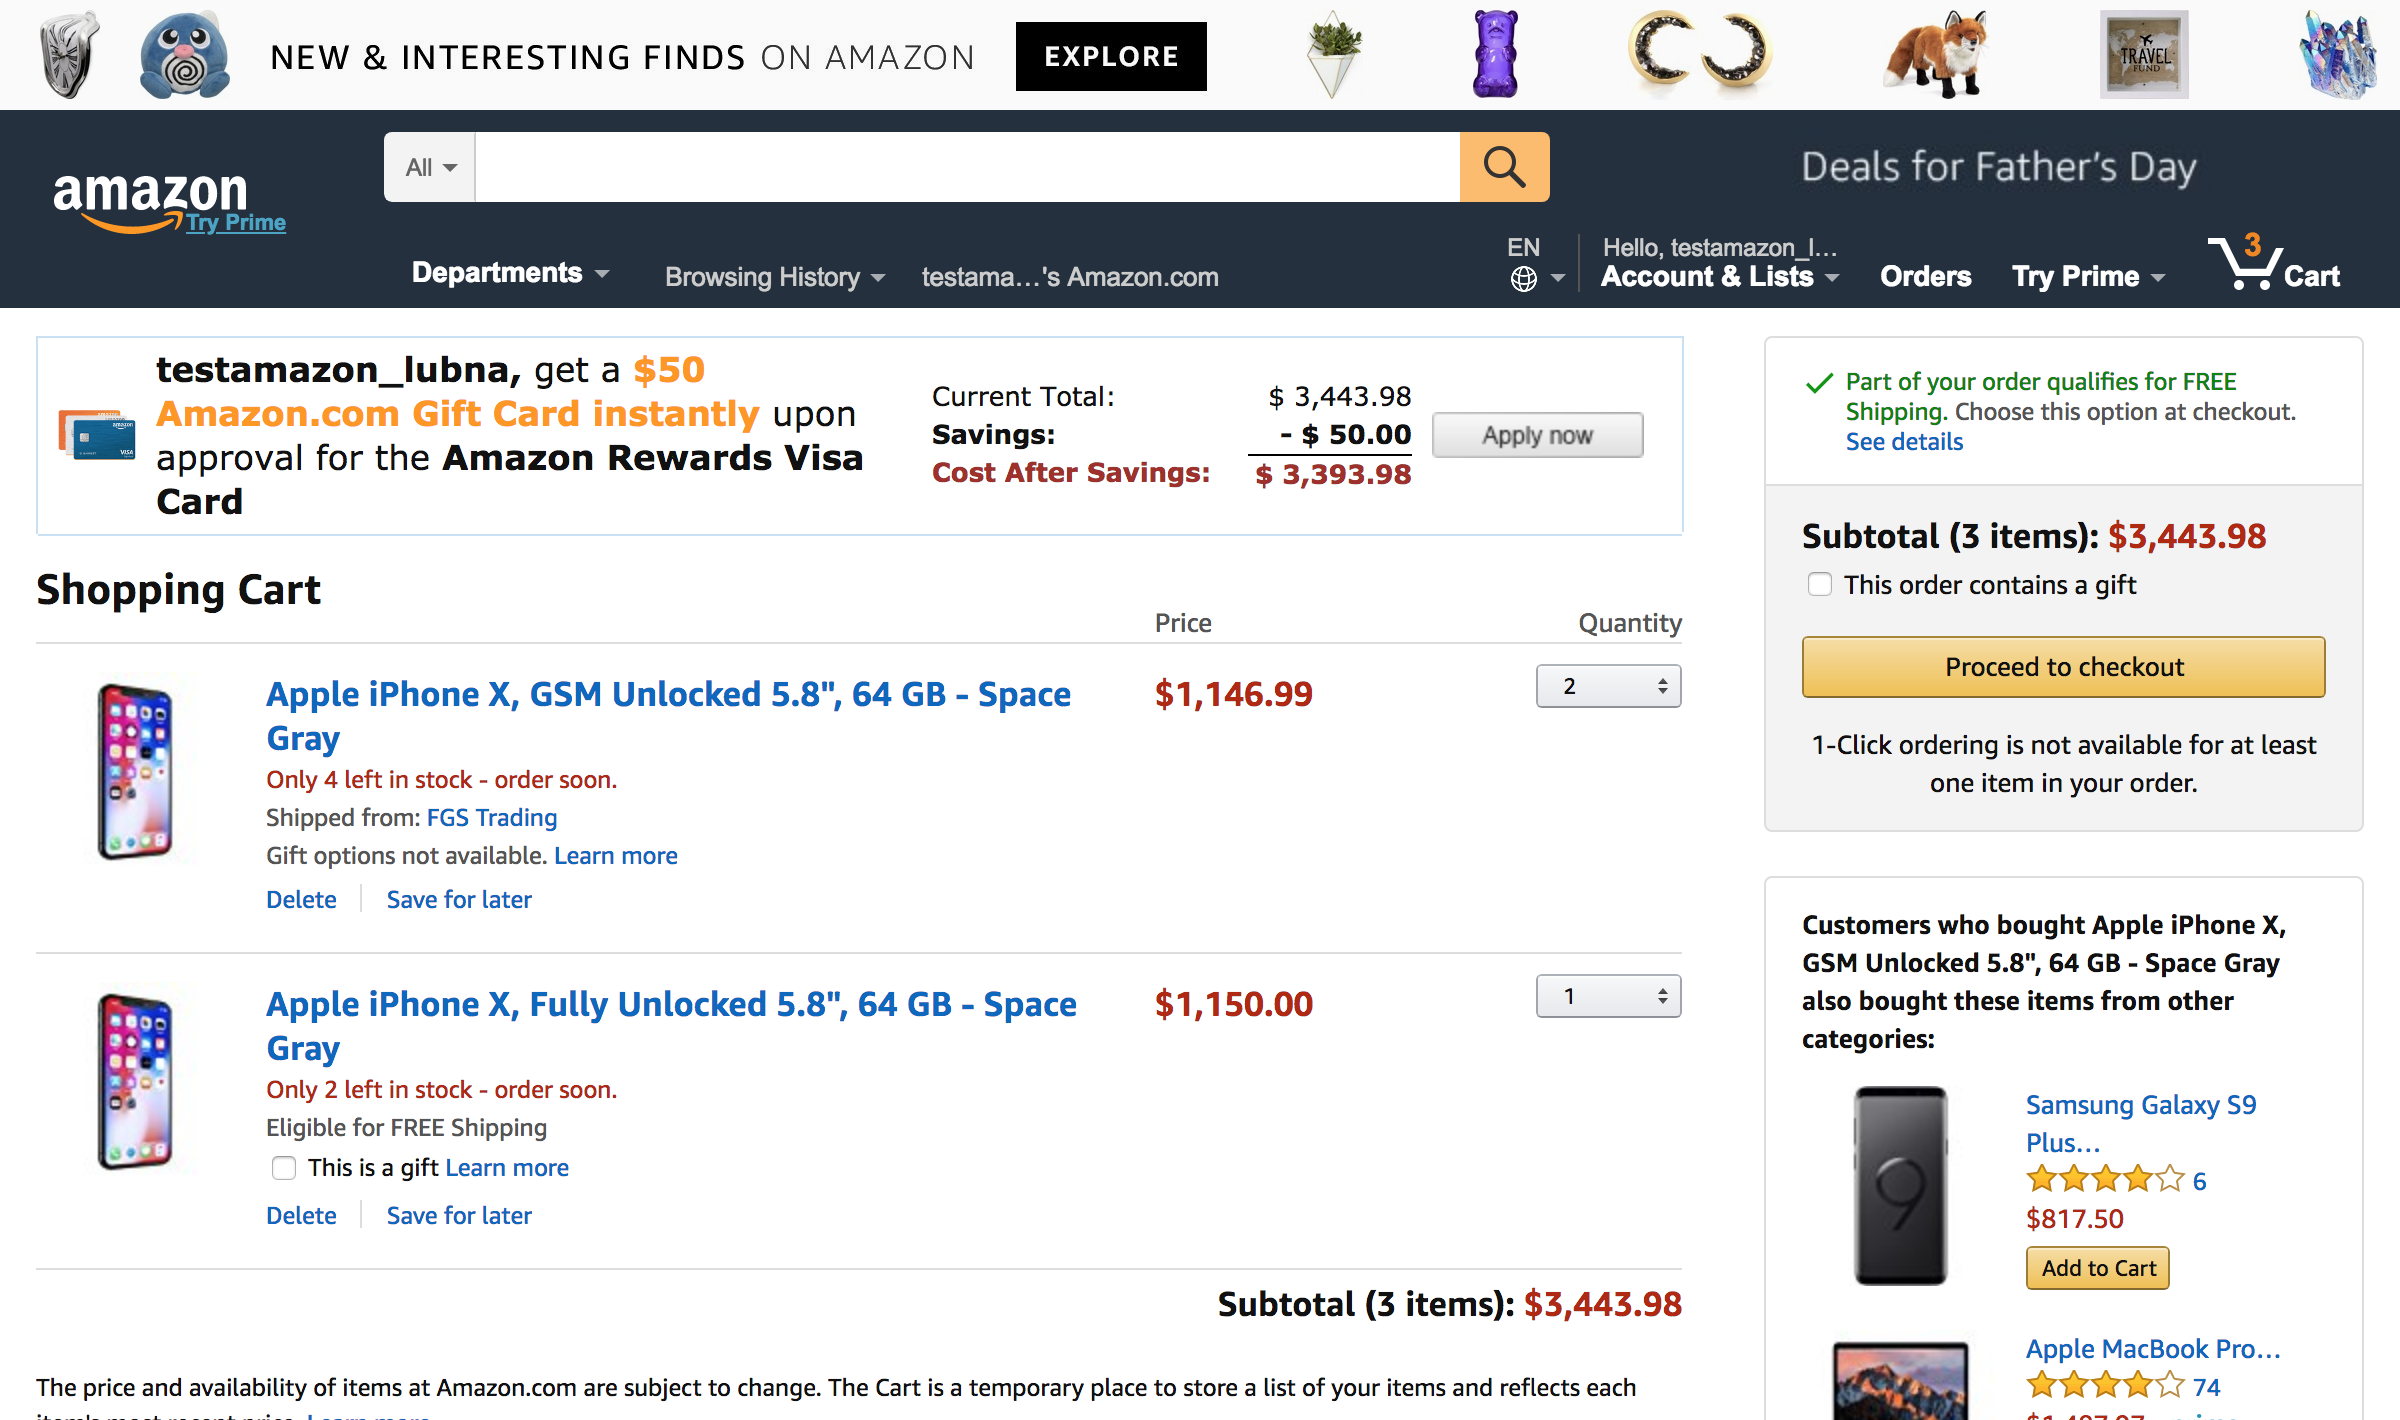 NEW & INTERESTING FINDS ON AMAZON
EXPLORE
TRAVEL
FUND
amazon
Try Prime
All
Deals for Father's Day
Departments
Browsing History
testama...'s Amazon.com
EN
Hello, testamazon_l...
Account & Lists
Orders
Try Prime
3
Cart
testamazon_lubna, get a $50
Amazon.com Gift Card instantly upon
approval for the Amazon Rewards Visa
Card
Current Total: $ 3,443.98
Savings: - $ 50.00
Cost After Savings: $ 3,393.98
Apply now
Part of your order qualifies for FREE
Shipping. Choose this option at checkout.
See details
Subtotal (3 items): $3,443.98
This order contains a gift
Proceed to checkout
1-Click ordering is not available for at least
one item in your order.
Shopping Cart
Price
Quantity
Apple iPhone X, GSM Unlocked 5.8", 64 GB - Space
Gray
$1,146.99
2
Only 4 left in stock - order soon.
Shipped from: FGS Trading
Gift options not available. Learn more
Delete
Save for later
Apple iPhone X, Fully Unlocked 5.8", 64 GB - Space
Gray
$1,150.00
1
Only 2 left in stock - order soon.
Eligible for FREE Shipping
This is a gift Learn more
Delete
Save for later
Subtotal (3 items): $3,443.98
The price and availability of items at Amazon.com are subject to change. The Cart is a temporary place to store a list of your items and reflects each
Customers who bought Apple iPhone X,
GSM Unlocked 5.8", 64 GB - Space Gray
also bought these items from other
categories:
Samsung Galaxy S9
Plus...
6
$817.50
Add to Cart
Apple MacBook Pro...
74